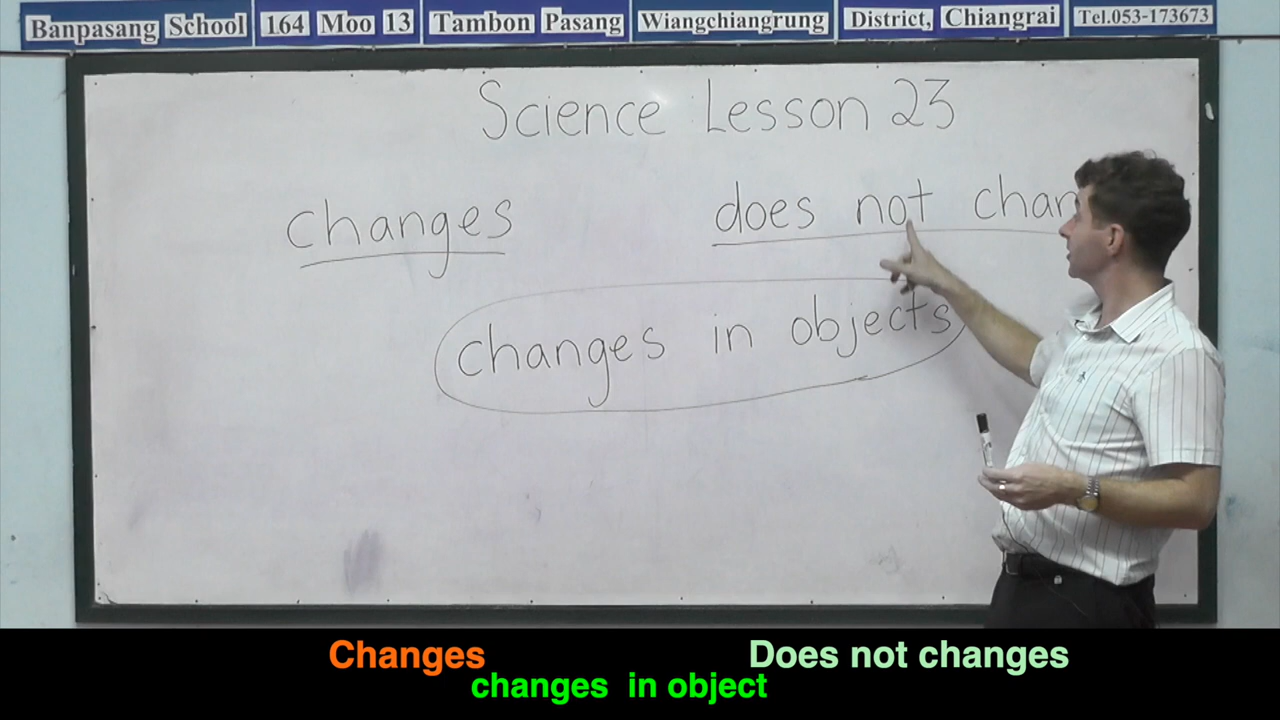 Banpasang School 164 Moo 13 Tambon Pasang Wiangchiangrung District, Chiangrai Tel.053-173673
Science Lesson 23
changes does not chan
changes in objects
Changes Does not changes
changes in object